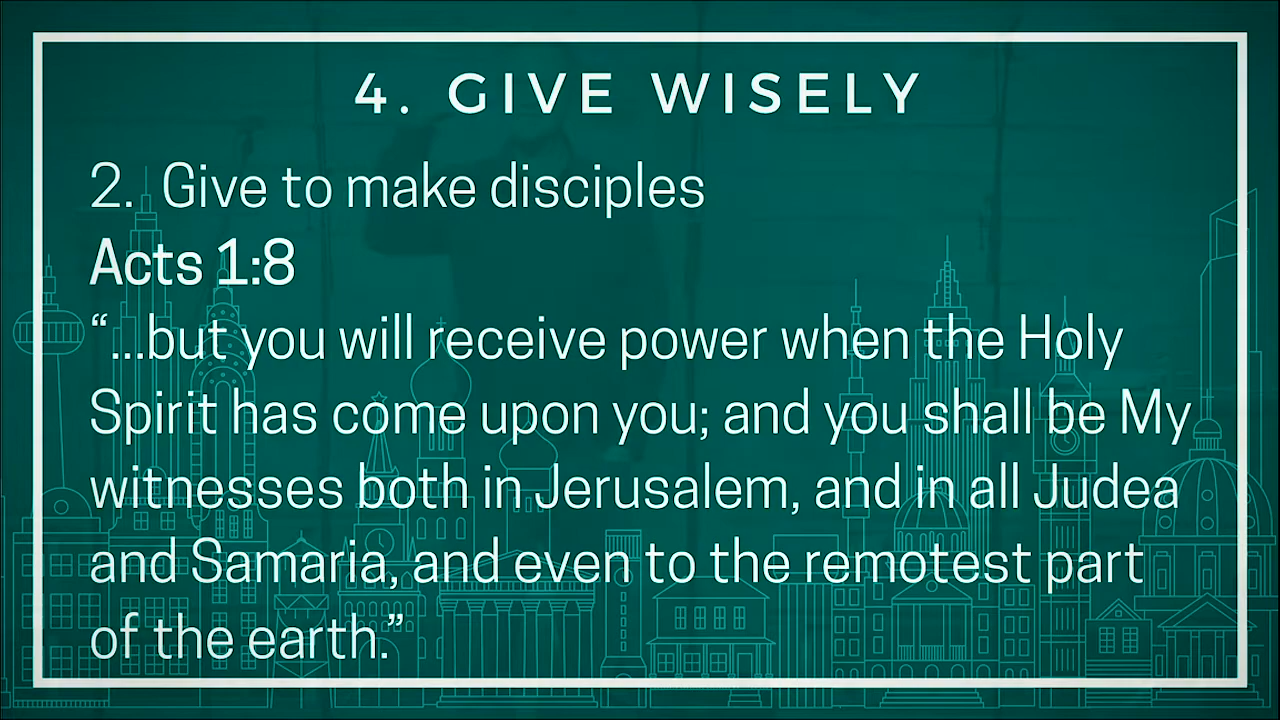 4. GIVE WISELY
2. Give to make disciples
Acts 1:8
“...but you will receive power when the Holy
Spirit has come upon you; and you shall be My
witnesses both in Jerusalem, and in all Judea
and Samaria, and even to the remotest part
of the earth.”